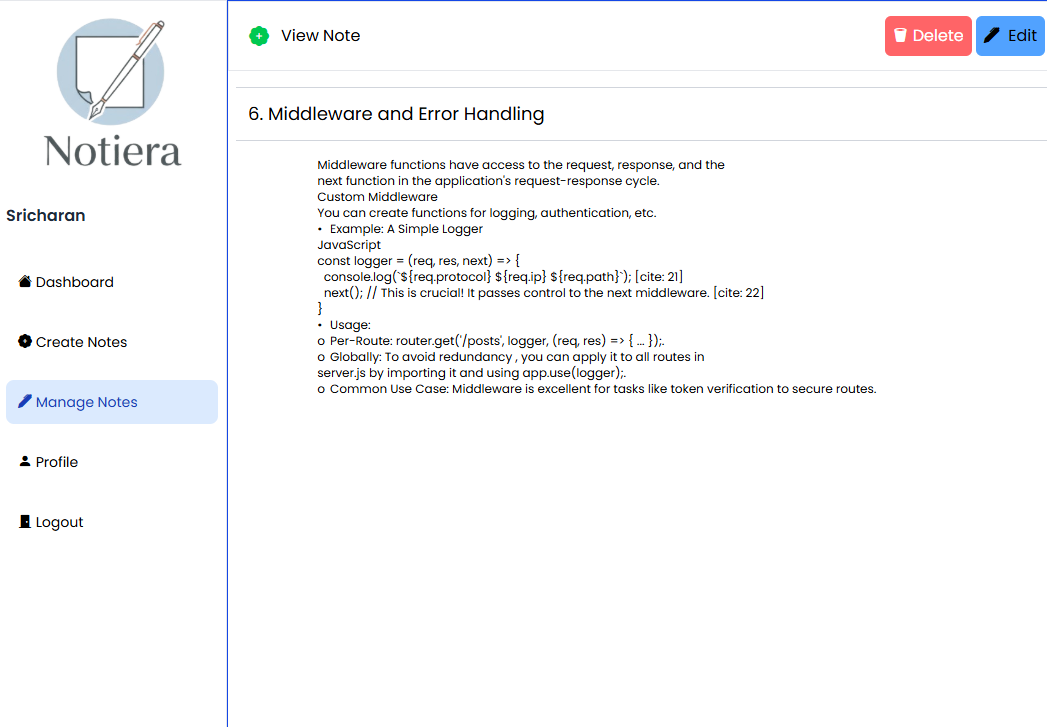 Notiera
Sricharan
Dashboard
Create Notes
Manage Notes
Profile
Logout
View Note
Delete
Edit
6. Middleware and Error Handling
Middleware functions have access to the request, response, and the
next function in the application's request-response cycle.
Custom Middleware
You can create functions for logging, authentication, etc.
• Example: A Simple Logger
JavaScript
const logger = (req, res, next) => {
  console.log(`${req.protocol} ${req.ip} ${req.path}`); [cite: 21]
  next(); // This is crucial! It passes control to the next middleware. [cite: 22]
}
• Usage:
o Per-Route: router.get('/posts', logger, (req, res) => { ... });.
o Globally: To avoid redundancy , you can apply it to all routes in
server.js by importing it and using app.use(logger);.
o Common Use Case: Middleware is excellent for tasks like token verification to secure routes.